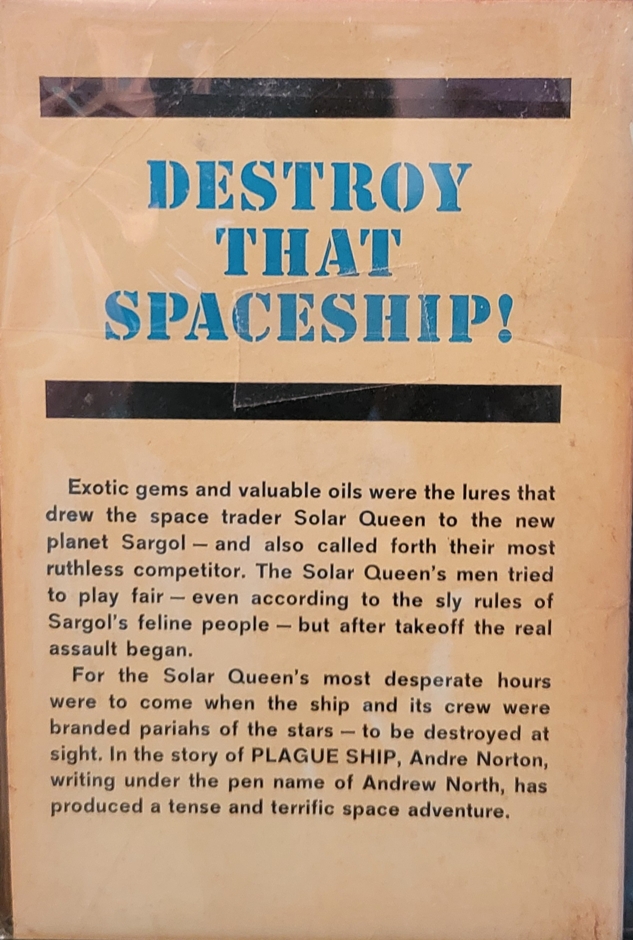 DESTROY
THAT
SPACESHIP!
Exotic gems and valuable oils were the lures that
drew the space trader Solar Queen to the new
planet Sargol — and also called forth their most
ruthless competitor. The Solar Queen's men tried
to play fair — even according to the sly rules of
Sargol's feline people — but after takeoff the real
assault began.
For the Solar Queen's most desperate hours
were to come when the ship and its crew were
branded pariahs of the stars — to be destroyed at
sight. In the story of PLAGUE SHIP, Andre Norton,
writing under the pen name of Andrew North, has
produced a tense and terrific space adventure.